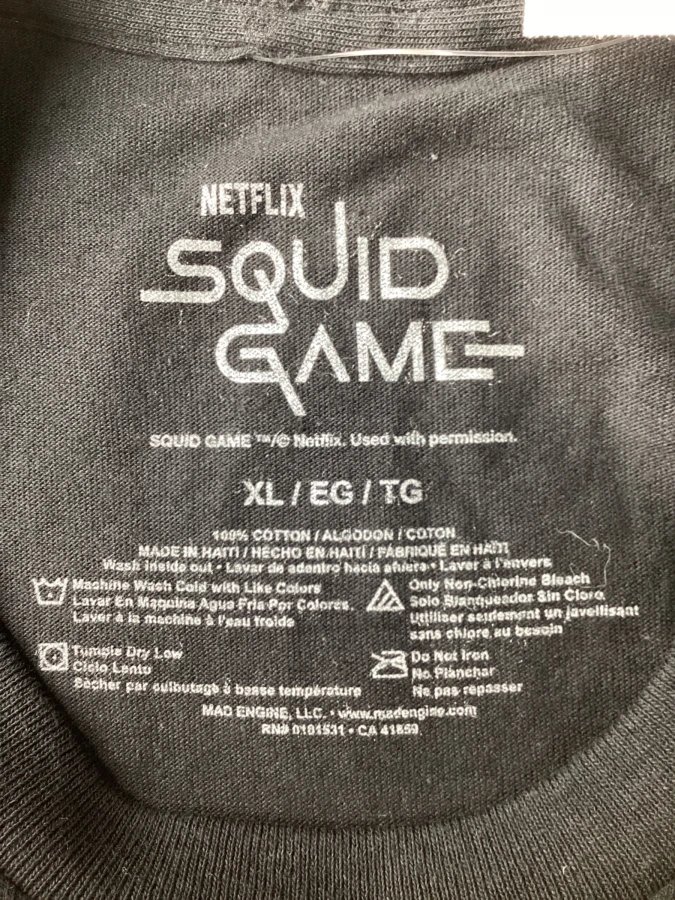 NETFLIX
SQUID
GAME
SQUID GAME ™/© Netflix. Used with permission.
XL / EG / TG
100% COTTON / ALGODON / COTON
MADE IN HAITI / HECHO EN HAITI / FABRIQUÉ EN HAÏTI
Wash inside out • Lavar de adentro hacia afuera • Laver à l'envers
Machine Wash Cold with Like Colors
Lavar En Maquina Agua Fria Por Colores.
Laver à la machine à l'eau froide
Only Non-Chlorine Bleach
Solo Blanqueador Sin Cloro
Utiliser seulement un javellisant
sans chlore au besoin
Tumble Dry Low
Ciclo Lento
Sècher par culbutage à basse température
Do Not Iron
No Planchar
Ne pas repasser
MAD ENGINE, LLC. • www.madengine.com
RN# 0101531 • CA 41859